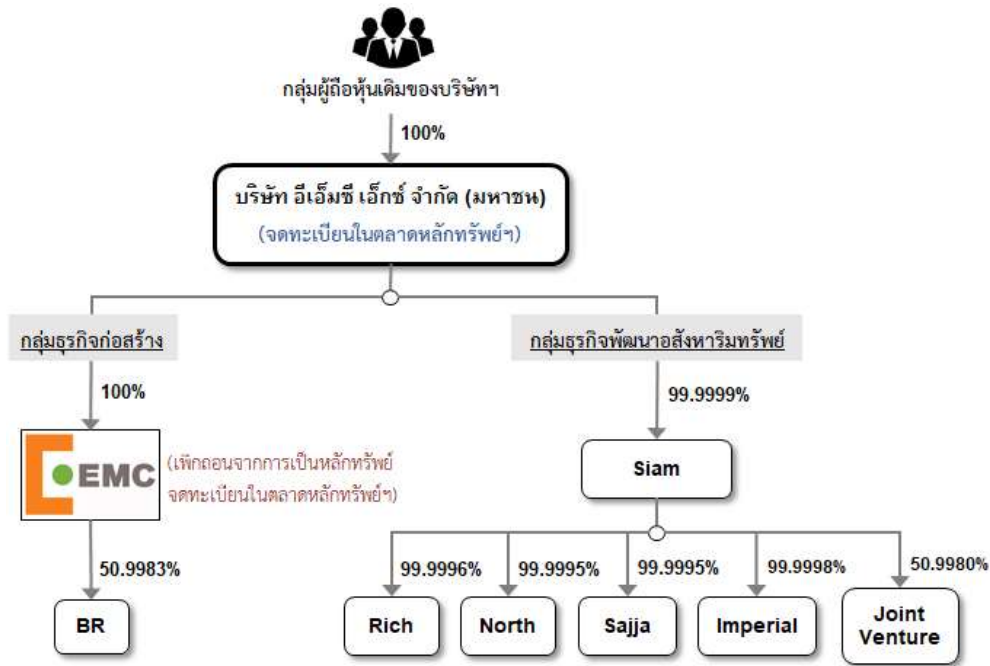 กลุ่มผู้ถือหุ้นเดิมของบริษัทฯ
100%
บริษัท อีเอ็มซี เอ็กซ์ จำกัด (มหาชน)
(จดทะเบียนในตลาดหลักทรัพย์ฯ)
กลุ่มธุรกิจก่อสร้าง
กลุ่มธุรกิจพัฒนาอสังหาริมทรัพย์
100%
99.9999%
EMC
(เพิกถอนจากการเป็นหลักทรัพย์
จดทะเบียนในตลาดหลักทรัพย์ฯ)
Siam
50.9983%
99.9996%
99.9995%
99.9995%
99.9998%
50.9980%
BR
Rich
North
Sajja
Imperial
Joint
Venture